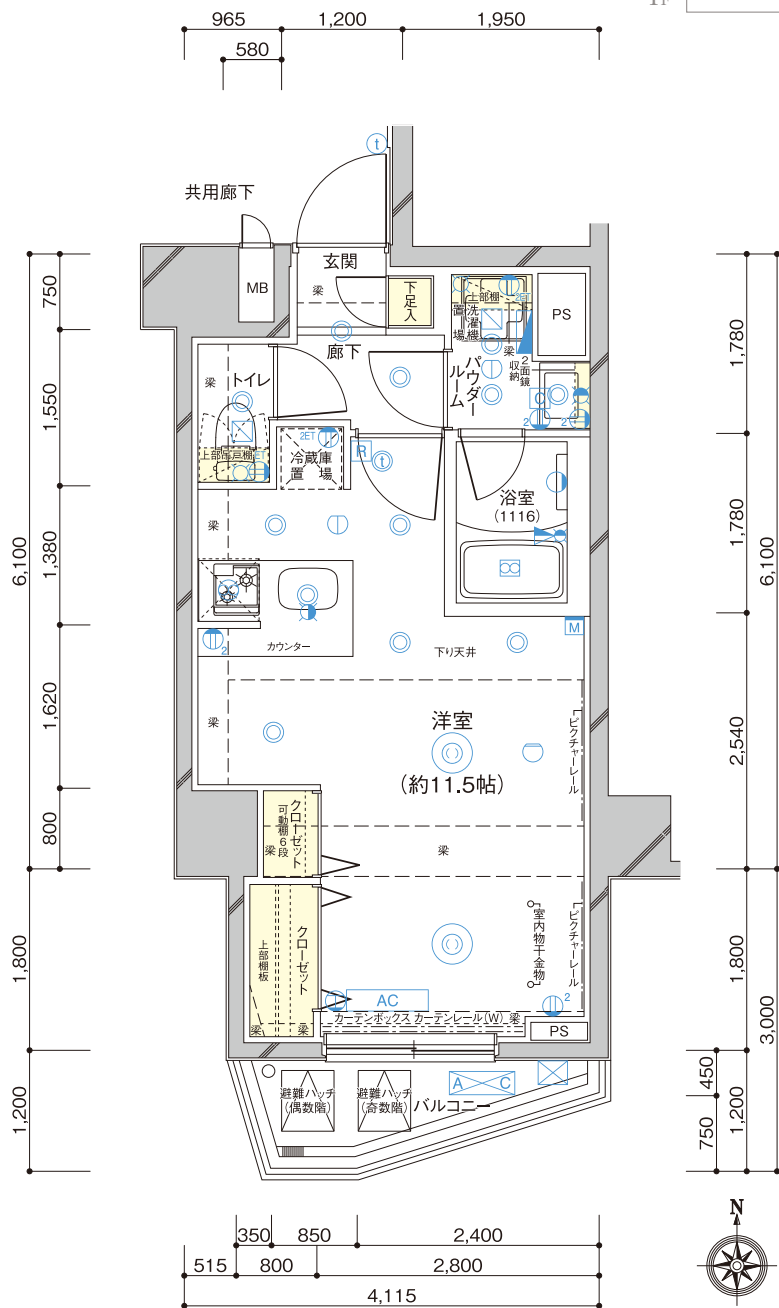 1F
965
1,200
1,950
580
t
共用廊下
玄関
MB
梁
下足入
上部棚
2ET
洗濯機置場
PS
750
廊下
梁
2面鏡収納
パウダールーム
1,780
梁
トイレ
C
1,550
2
2
上部吊戸棚
ET
2ET
冷蔵庫置場
R
t
浴室
(1116)
梁
6,100
1,380
1,780
6,100
カウンター
下り天井
M
2
1,620
梁
洋室
(約11.5帖)
ピクチャーレール
2,540
800
クローゼット
可動棚6段
梁
梁
1,800
上部棚板
クローゼット
室内物干金物
ピクチャーレール
1,800
3,000
AC
2
梁
梁
カーテンボックス カーテンレール(W)
梁
PS
1,200
避難ハッチ
(偶数階)
避難ハッチ
(奇数階)
バルコニー
A C
450
750
1,200
350
850
2,400
515
800
2,800
4,115
N